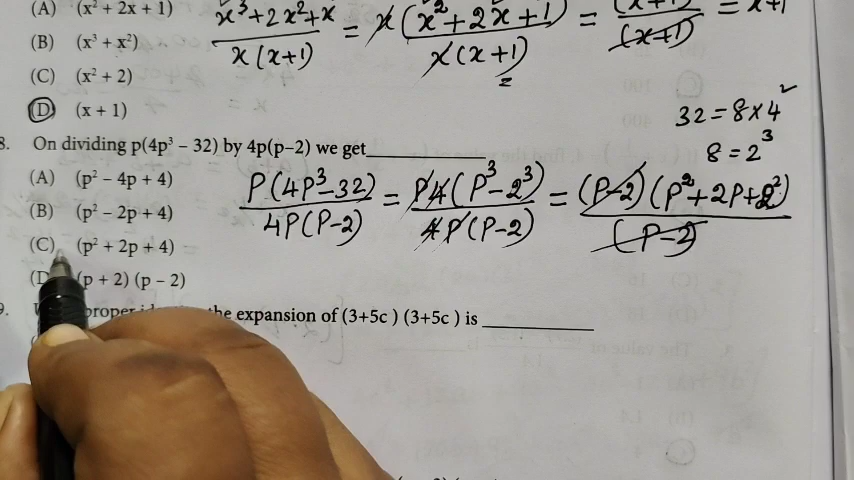 (A) (x² + 2x + 1)
(B) (x³ + x²)
(C) (x² + 2)
(D) (x + 1)
x³+2x²+x / x(x+1) = x(x²+2x+1) / x(x+1) = (x+1) / (x+1) = x+1
32 = 8×4
8 = 2³
8. On dividing p(4p³ – 32) by 4p(p–2) we get
(A) (p² – 4p + 4)
(B) (p² – 2p + 4)
(C) (p² + 2p + 4)
(D (p + 2) (p – 2)
P(4P³-32) / 4P(P-2) = P4(P³-2³) / 4P(P-2) = (P-2)(P²+2P+2²) / (P-2)
9. proper the expansion of (3+5c ) (3+5c ) is